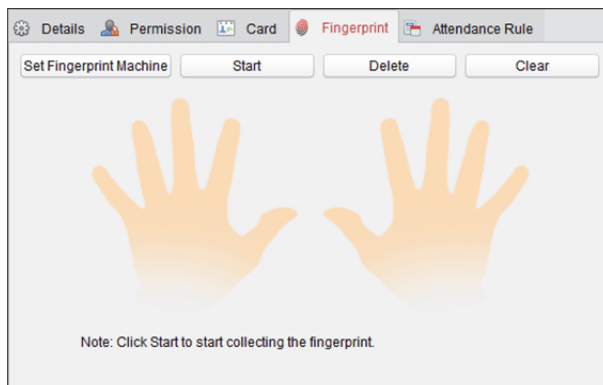 Details Permission Card Fingerprint Attendance Rule
Set Fingerprint Machine Start Delete Clear
Note: Click Start to start collecting the fingerprint.